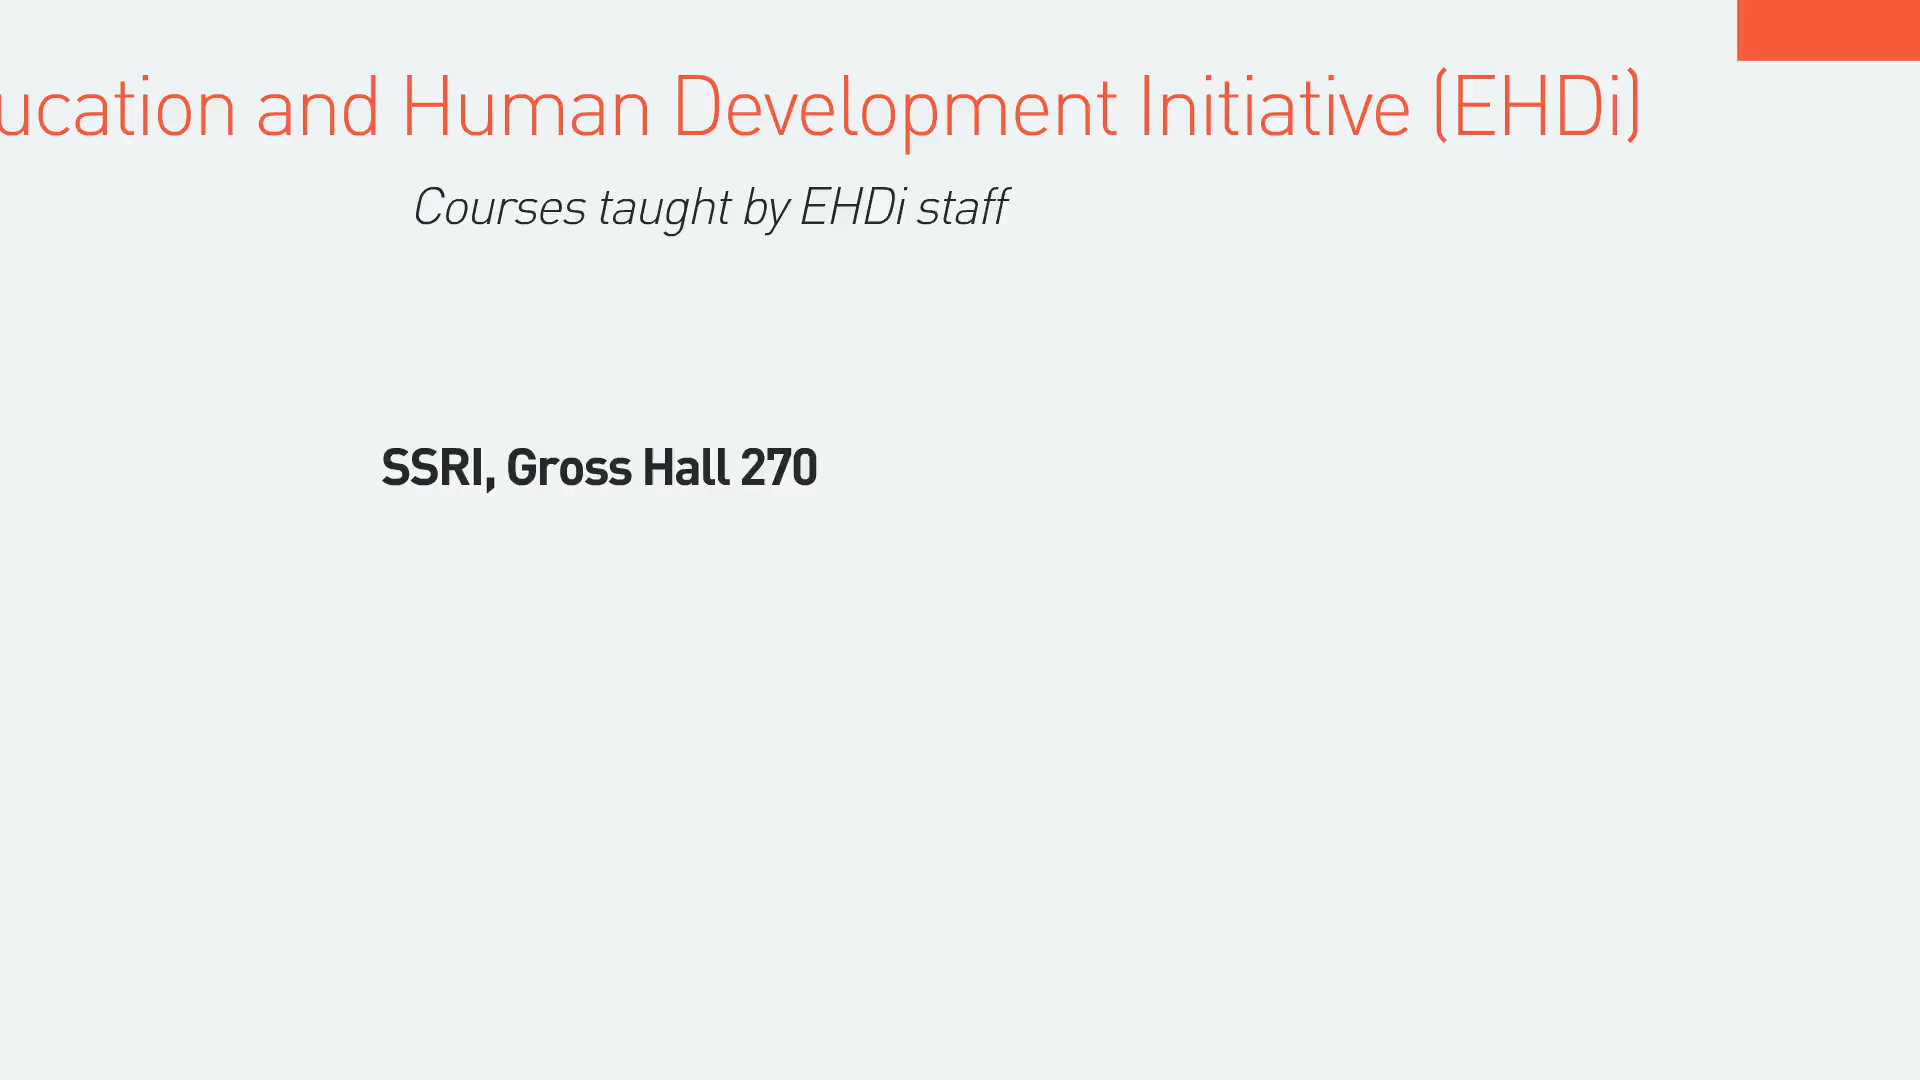 ucation and Human Development Initiative (EHDi)
Courses taught by EHDi staff
SSRI, Gross Hall 270